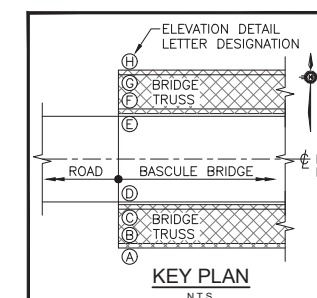 ELEVATION DETAIL
LETTER DESIGNATION
H
G BRIDGE
F TRUSS
E
ROAD BASCULE BRIDGE
D
C BRIDGE
B TRUSS
A
KEY PLAN
N.T.S.